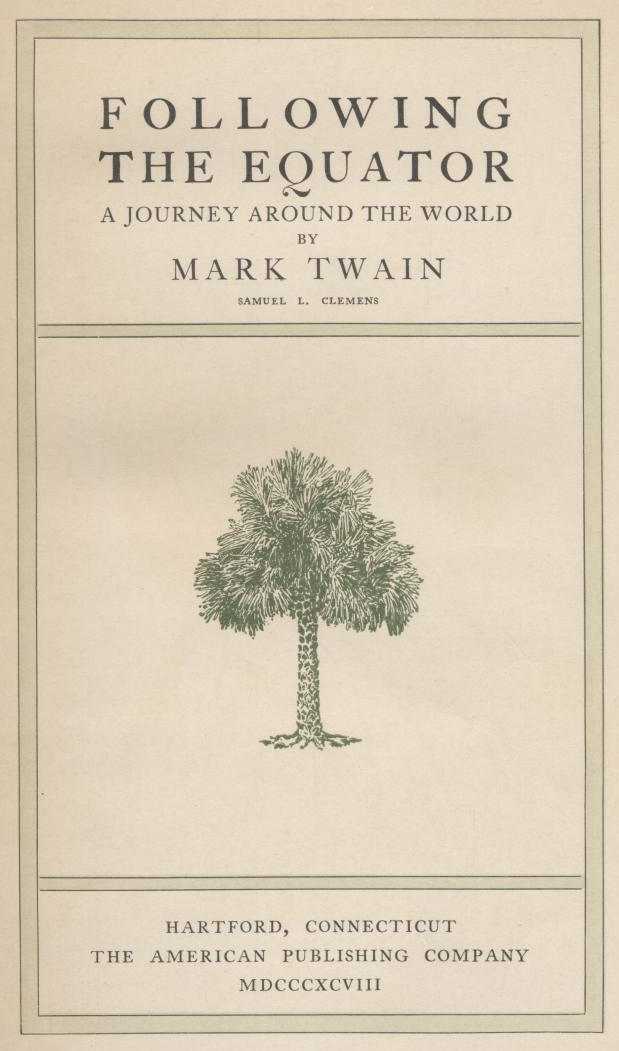 FOLLOWING
THE EQUATOR
A JOURNEY AROUND THE WORLD
BY
MARK TWAIN
SAMUEL L. CLEMENS
HARTFORD, CONNECTICUT
THE AMERICAN PUBLISHING COMPANY
MDCCCXCVIII